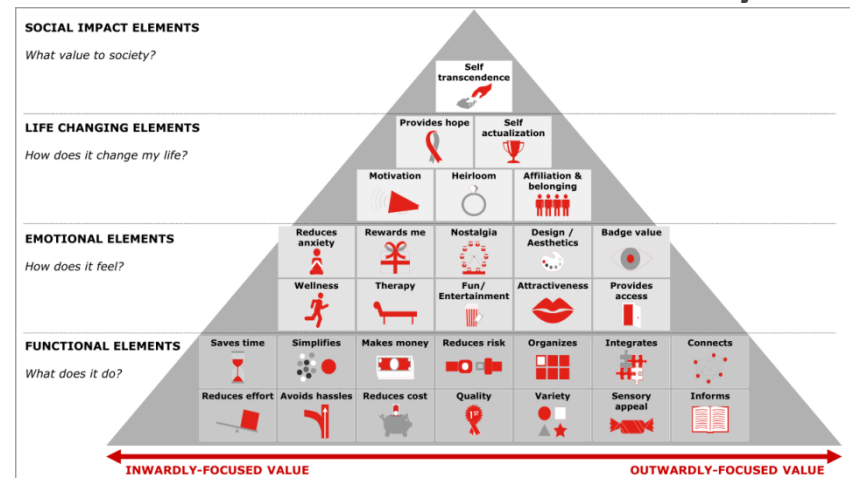 SOCIAL IMPACT ELEMENTS
What value to society?
Self
transcendence
LIFE CHANGING ELEMENTS
How does it change my life?
Provides hope
Self
actualization
Motivation
Heirloom
Affiliation &
belonging
EMOTIONAL ELEMENTS
How does it feel?
Reduces
anxiety
Rewards me
Nostalgia
Design /
Aesthetics
Badge value
Wellness
Therapy
Fun/
Entertainment
Attractiveness
Provides
access
FUNCTIONAL ELEMENTS
What does it do?
Saves time
Simplifies
Makes money
Reduces risk
Organizes
Integrates
Connects
Reduces effort
Avoids hassles
Reduces cost
Quality
1ST
Variety
Sensory
appeal
Informs
INWARDLY-FOCUSED VALUE
OUTWARDLY-FOCUSED VALUE